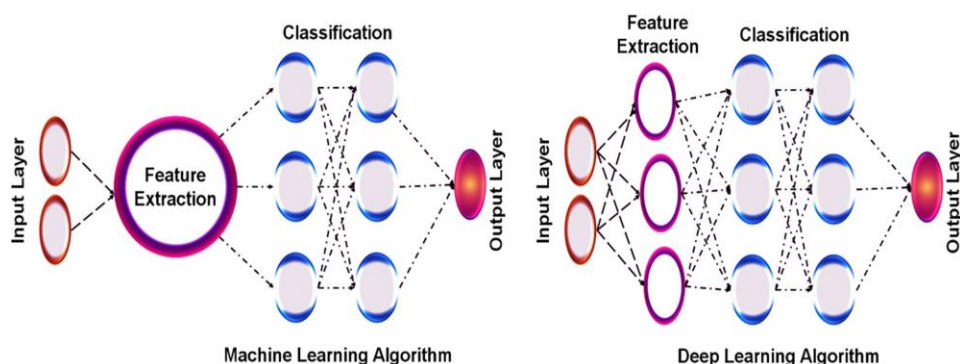 Classification
Input Layer
Feature
Extraction
Output Layer
Machine Learning Algorithm
Feature
Extraction
Classification
Input Layer
Output Layer
Deep Learning Algorithm